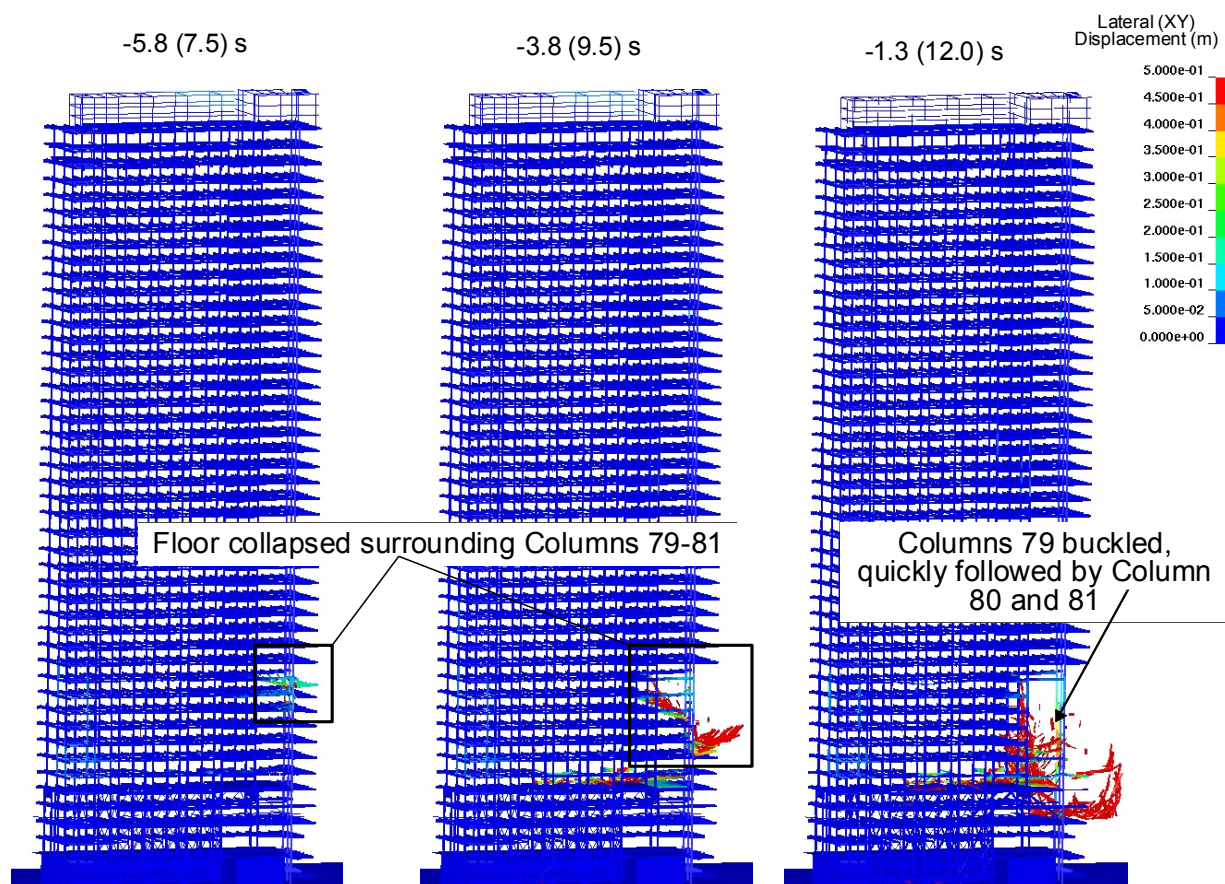 -5.8 (7.5) s
-3.8 (9.5) s
-1.3 (12.0) s
Lateral (XY)
Displacement (m)
5.000e-01
4.500e-01
4.000e-01
3.500e-01
3.000e-01
2.500e-01
2.000e-01
1.500e-01
1.000e-01
5.000e-02
0.000e+00
Floor collapsed surrounding Columns 79-81
Columns 79 buckled,
quickly followed by Column
80 and 81